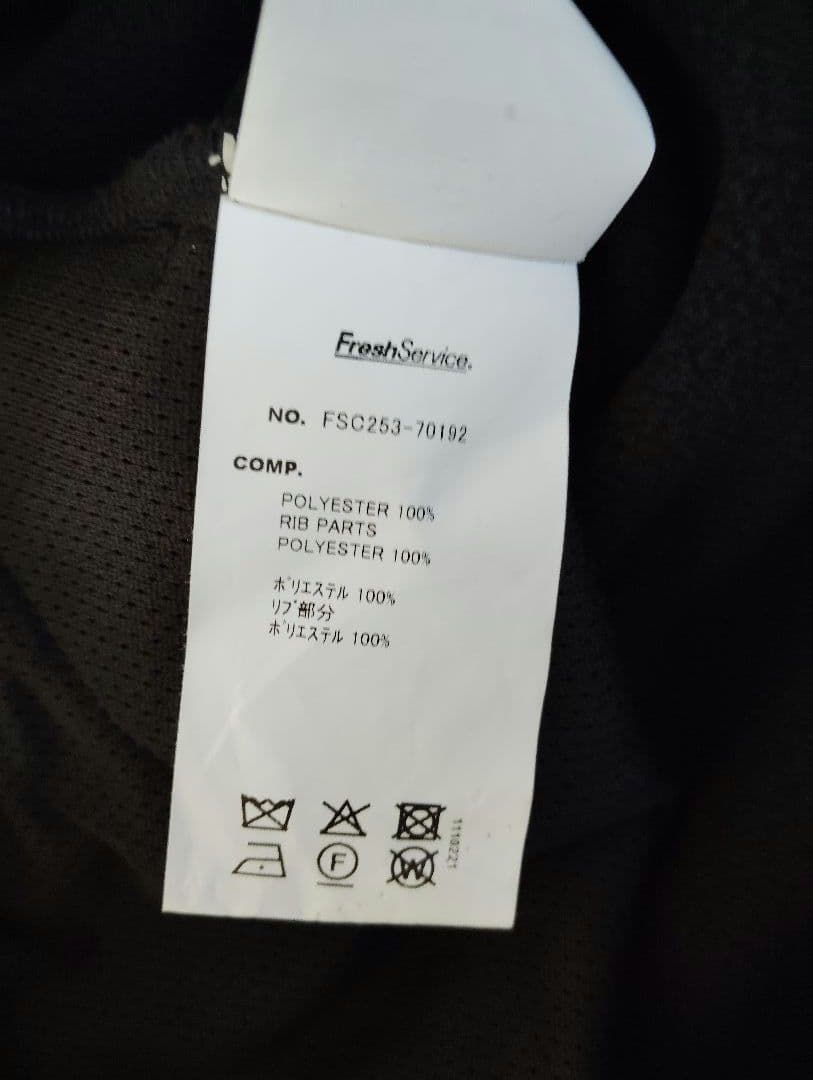 FreshService.
NO. FSC253-70192
COMP.
POLYESTER 100%
RIB PARTS
POLYESTER 100%
ﾎﾟﾘｴｽﾃﾙ 100%
ﾘﾌﾞ部分
ﾎﾟﾘｴｽﾃﾙ 100%
F
W
1110221